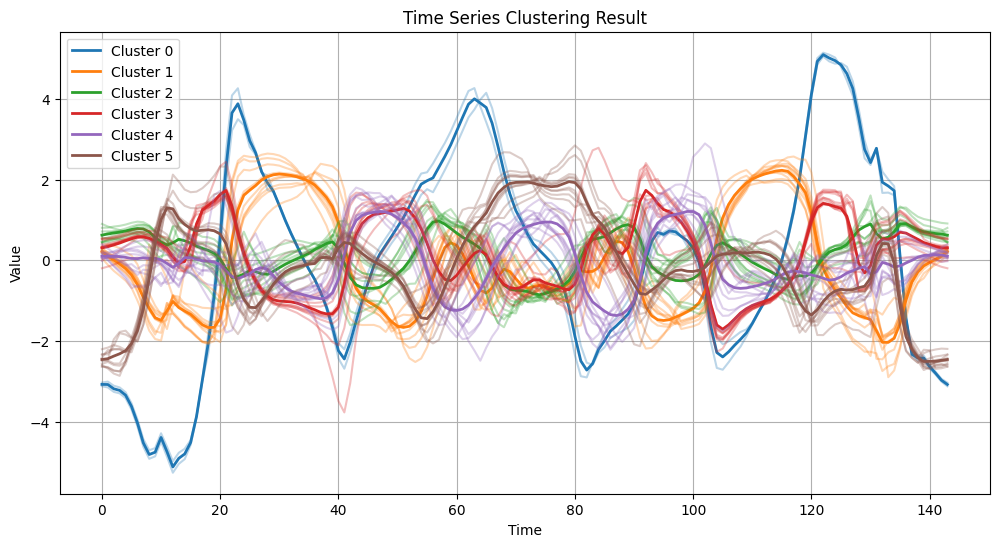 Time Series Clustering Result
Cluster 0
Cluster 1
Cluster 2
Cluster 3
Cluster 4
Cluster 5
Value
4
2
0
−2
−4
0 20 40 60 80 100 120 140
Time